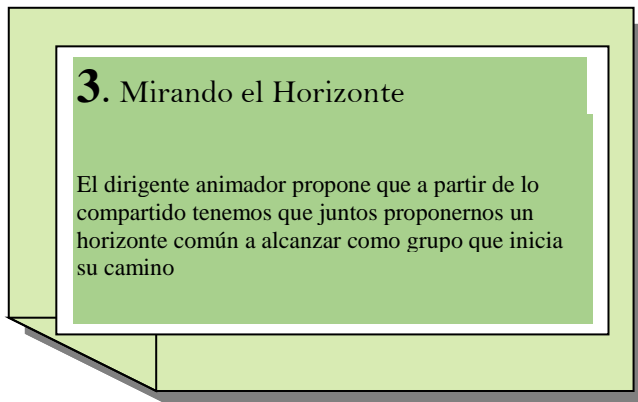 3. Mirando el Horizonte
El dirigente animador propone que a partir de lo
compartido tenemos que juntos proponernos un
horizonte común a alcanzar como grupo que inicia
su camino